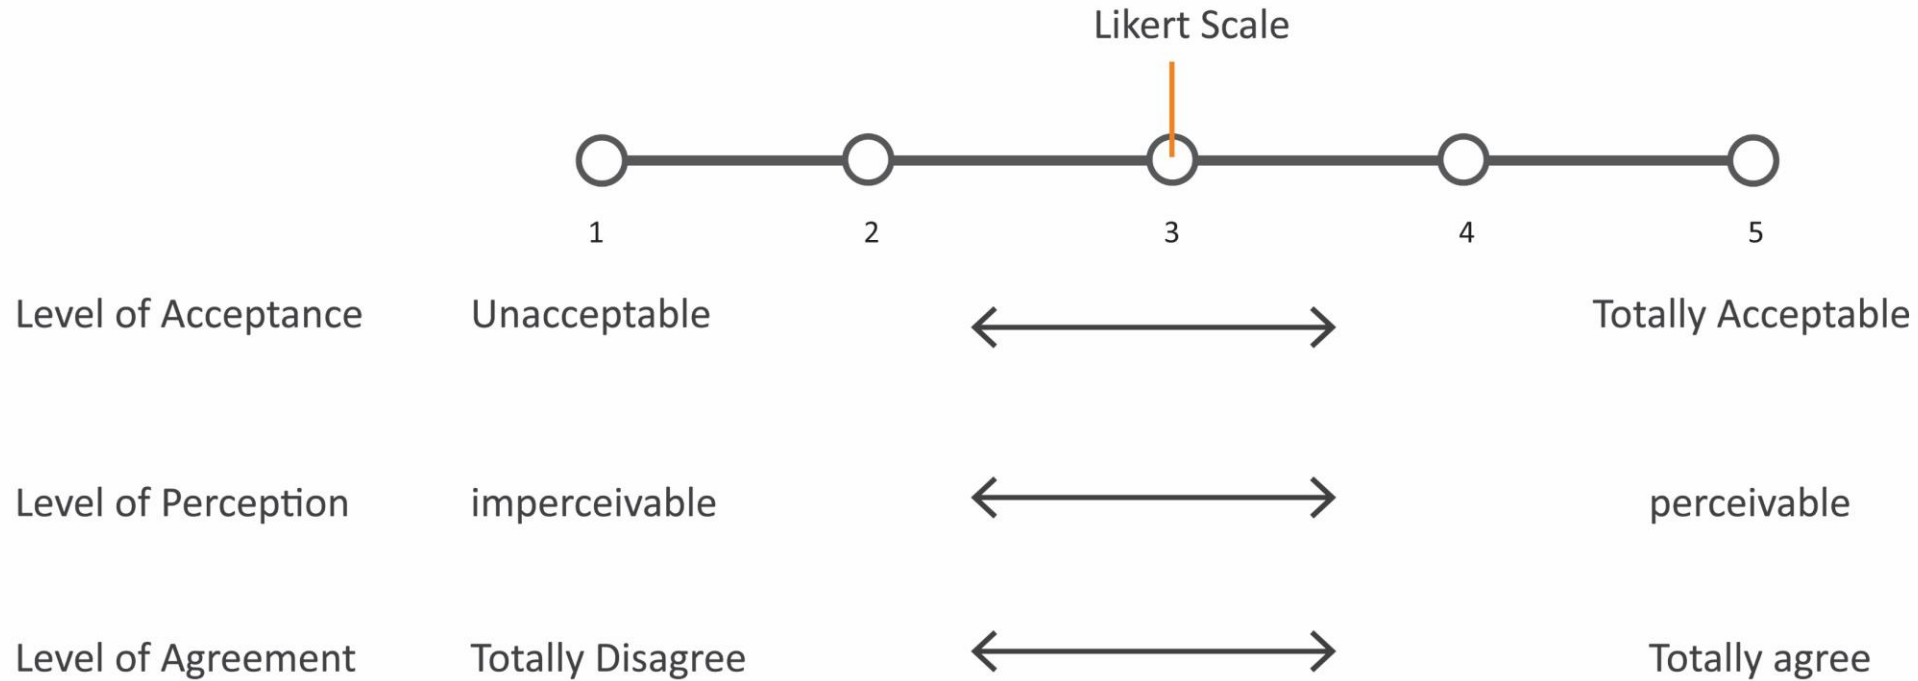 Likert Scale
1 2 3 4 5
Level of Acceptance Unacceptable Totally Acceptable
Level of Perception imperceivable perceivable
Level of Agreement Totally Disagree Totally agree